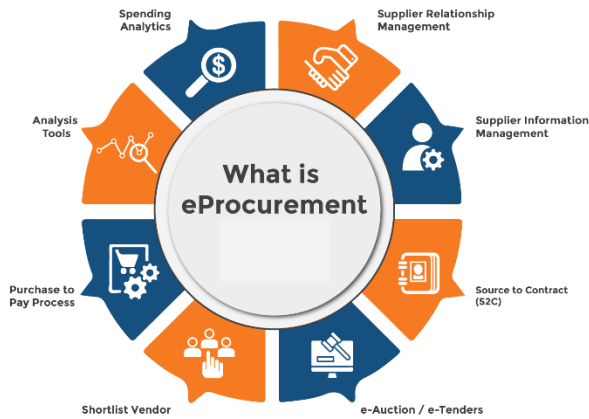 Spending
Analytics
Supplier Relationship
Management
Analysis
Tools
Supplier Information
Management
What is
eProcurement
Purchase to
Pay Process
Source to Contract
(S2C)
Shortlist Vendor
e-Auction / e-Tenders